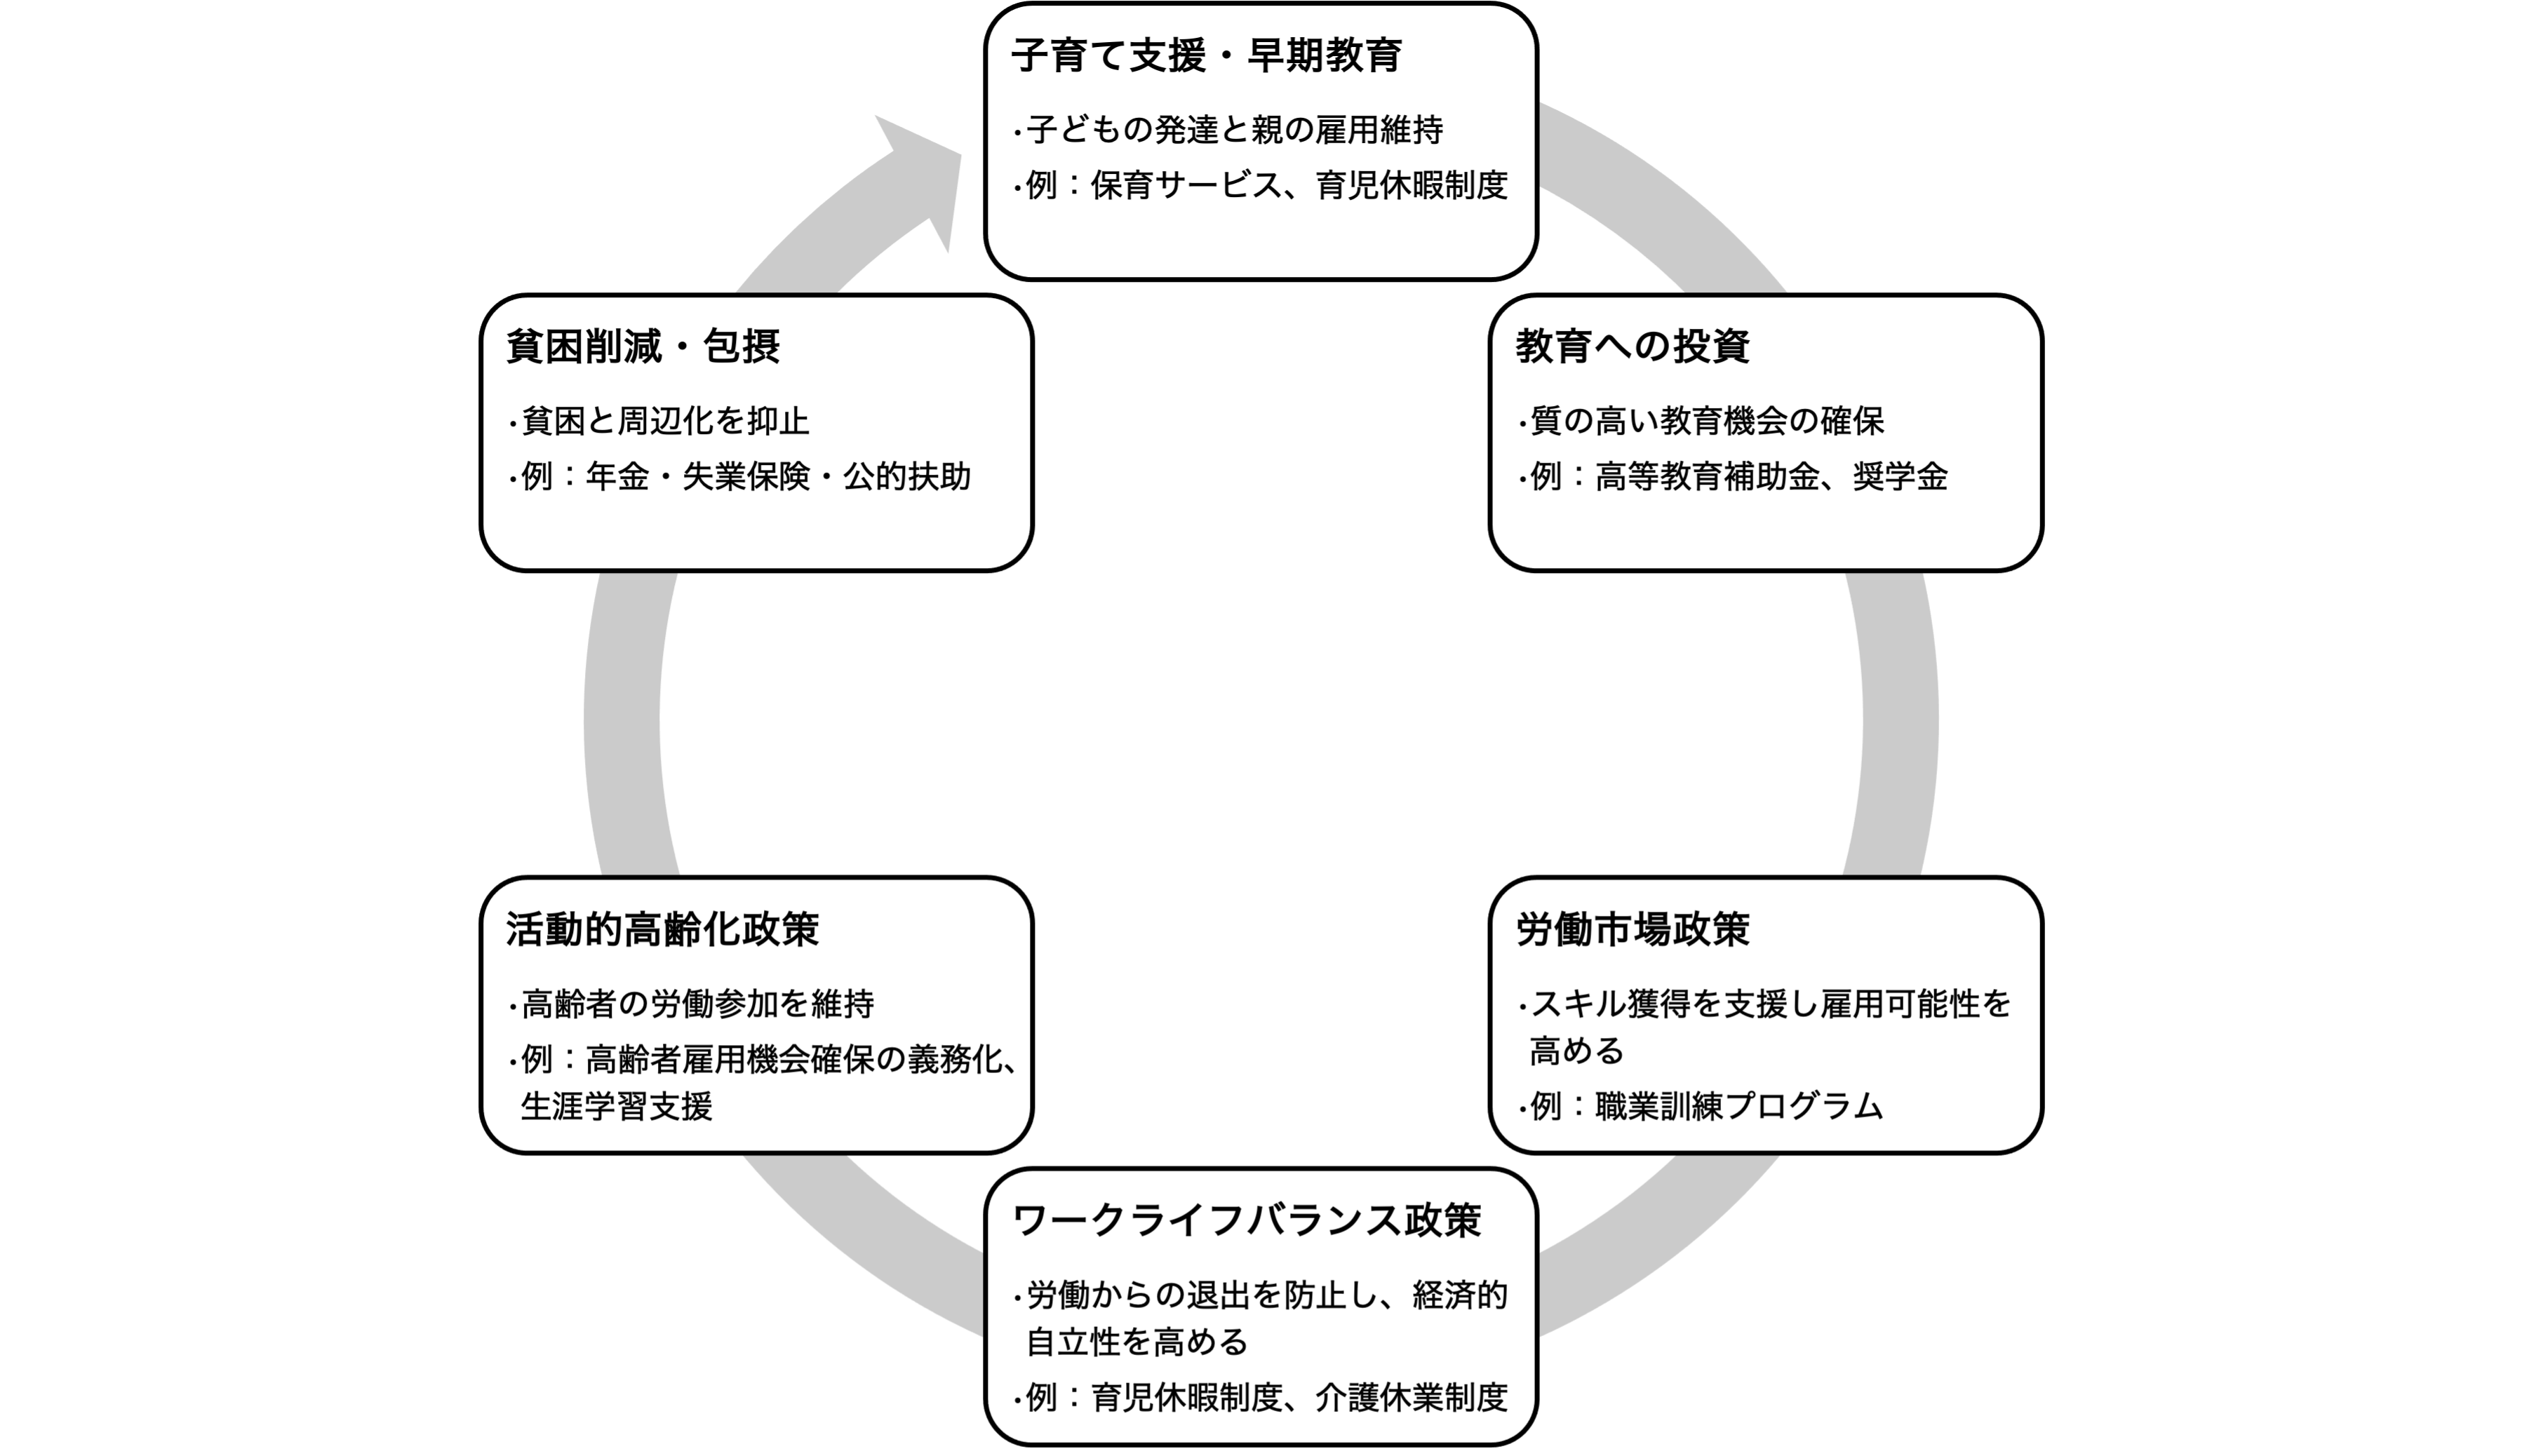 子育て支援・早期教育
・子どもの発達と親の雇用維持
・例：保育サービス、育児休暇制度
教育への投資
・質の高い教育機会の確保
・例：高等教育補助金、奨学金
労働市場政策
・スキル獲得を支援し雇用可能性を
高める
・例：職業訓練プログラム
ワークライフバランス政策
・労働からの退出を防止し、経済的
自立性を高める
・例：育児休暇制度、介護休業制度
活動的高齢化政策
・高齢者の労働参加を維持
・例：高齢者雇用機会確保の義務化、
生涯学習支援
貧困削減・包摂
・貧困と周辺化を抑止
・例：年金・失業保険・公的扶助